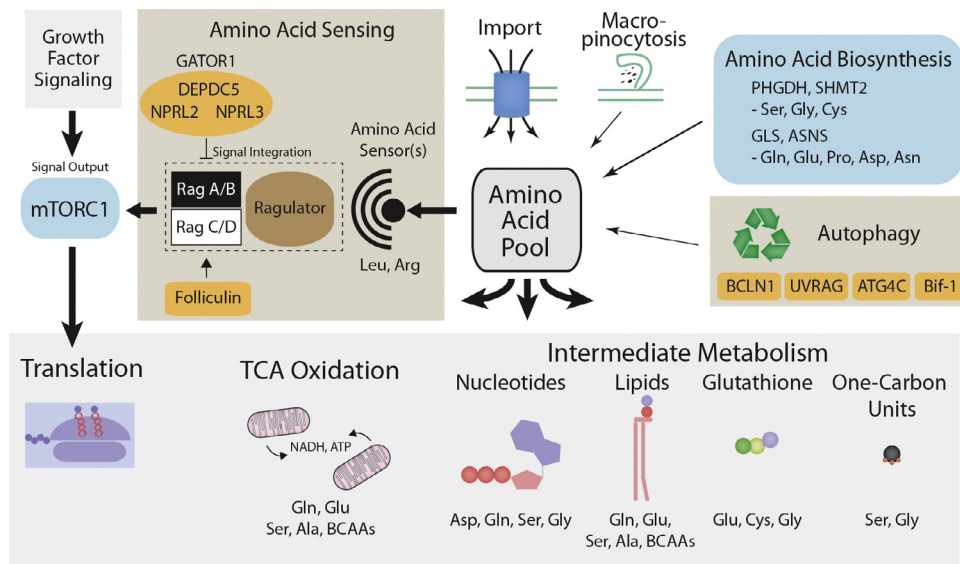 Growth
Factor
Signaling
Signal Output
mTORC1
Amino Acid Sensing
GATOR1
DEPDC5
NPRL2 NPRL3
Signal Integration
Rag A/B
Rag C/D
Ragulator
Folliculin
Amino Acid
Sensor(s)
Leu, Arg
Import
Macro-
pinocytosis
Amino
Acid
Pool
Amino Acid Biosynthesis
PHGDH, SHMT2
- Ser, Gly, Cys
GLS, ASNS
- Gln, Glu, Pro, Asp, Asn
Autophagy
BCLN1 UVRAG ATG4C Bif-1
Translation
TCA Oxidation
NADH, ATP
Gln, Glu
Ser, Ala, BCAAs
Intermediate Metabolism
Nucleotides
Asp, Gln, Ser, Gly
Lipids
Gln, Glu,
Ser, Ala, BCAAs
Glutathione
Glu, Cys, Gly
One-Carbon
Units
Ser, Gly